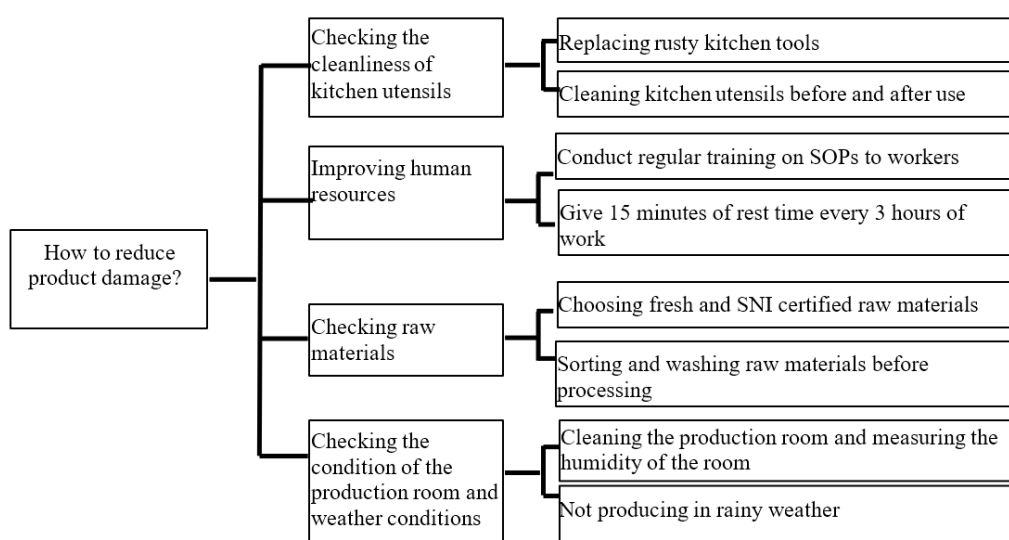 How to reduce
product damage?
Checking the
cleanliness of
kitchen utensils
Replacing rusty kitchen tools
Cleaning kitchen utensils before and after use
Improving human
resources
Conduct regular training on SOPs to workers
Give 15 minutes of rest time every 3 hours of
work
Checking raw
materials
Choosing fresh and SNI certified raw materials
Sorting and washing raw materials before
processing
Checking the
condition of the
production room and
weather conditions
Cleaning the production room and measuring the
humidity of the room
Not producing in rainy weather